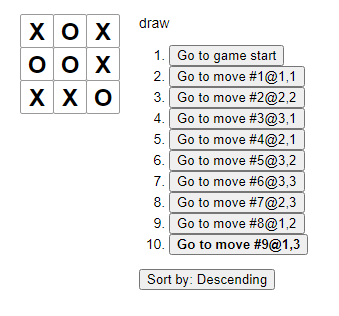 X O X
O O X
X X O
draw
1. Go to game start
2. Go to move #1@1,1
3. Go to move #2@2,2
4. Go to move #3@3,1
5. Go to move #4@2,1
6. Go to move #5@3,2
7. Go to move #6@3,3
8. Go to move #7@2,3
9. Go to move #8@1,2
10. Go to move #9@1,3
Sort by: Descending